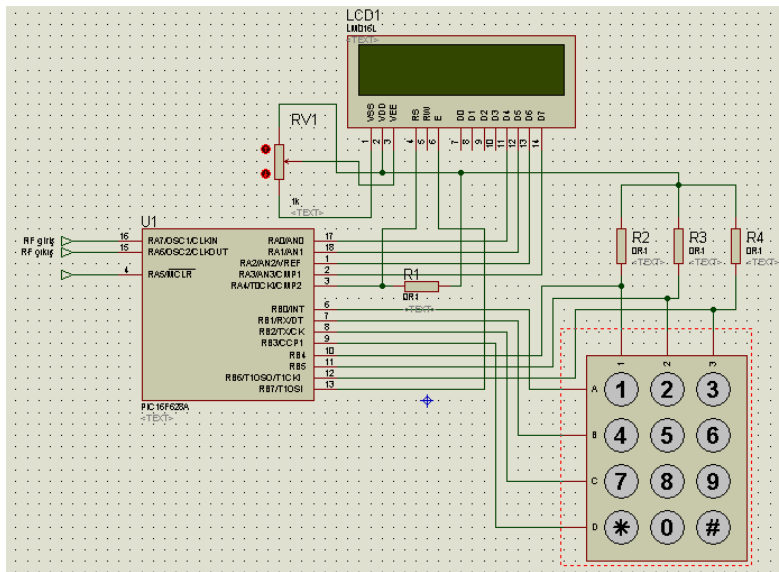 LCD1
LM016L
<TEXT>
VSS VDD VEE RS RW E D0 D1 D2 D3 D4 D5 D6 D7
1 2 3 4 5 6 7 8 9 10 11 12 13 14
RV1
1k
<TEXT>
U1
RF giriş 16 RA7/OSC1/CLKIN RA0/AN0 17
RF çıkış 15 RA6/OSC2/CLKOUT RA1/AN1 18
RA2/AN2/VREF 1
4 RA5/MCLR RA3/AN3/CMP1 2
RA4/T0CKI/CMP2 3
RB0/INT 6
RB1/RX/DT 7
RB2/TX/CK 8
RB3/CCP1 9
RB4 10
RB5 11
RB6/T1OSO/T1CKI 12
RB7/T1OSI 13
PIC16F628A
<TEXT>
R1
0R1
<TEXT>
R2 R3 R4
0R1 0R1 0R1
<TEXT> <TEXT> <TEXT>
1 2 3
A 1 2 3
B 4 5 6
C 7 8 9
D * 0 #